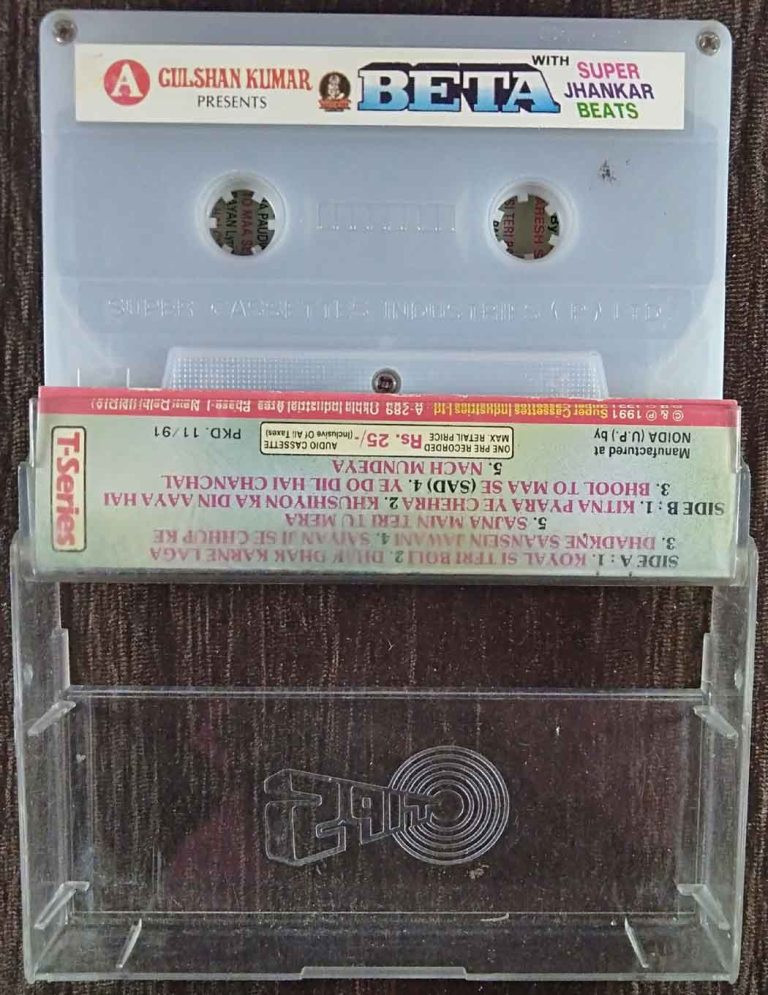 A
GULSHAN KUMAR
PRESENTS
BETA
WITH
SUPER
JHANKAR
BEATS
SUPER CASSETTES INDUSTRIES (P) LTD.
SIDE A : 1. KOYAL SI TERI BOLI 2. DHAK DHAK KARNE LAGA
3. DHADKNE SAANSEIN JAWANI 4. SAIYAN JI SE CHHUP KE
5. SAJNA MAIN TERI TU MERA
SIDE B : 1. KITNA PYARA YE CHEHRA 2. KHUSHIYON KA DIN AAYA HAI
3. BHOOL TO MAA SE (SAD) 4. YE DO DIL HAI CHANCHAL
5. NACH MUNDEYA
Manufactured at
NOIDA (U.P.) by
ONE PRE RECORDED
MAX. RETAIL PRICE
Rs. 25/-
AUDIO CASSETTE
(Inclusive Of All Taxes)
PKD. 11/91
© & ℗ 1991 Super Cassettes Industries Ltd
Okhla Industrial Area, Phase-I New Delhi
T-Series